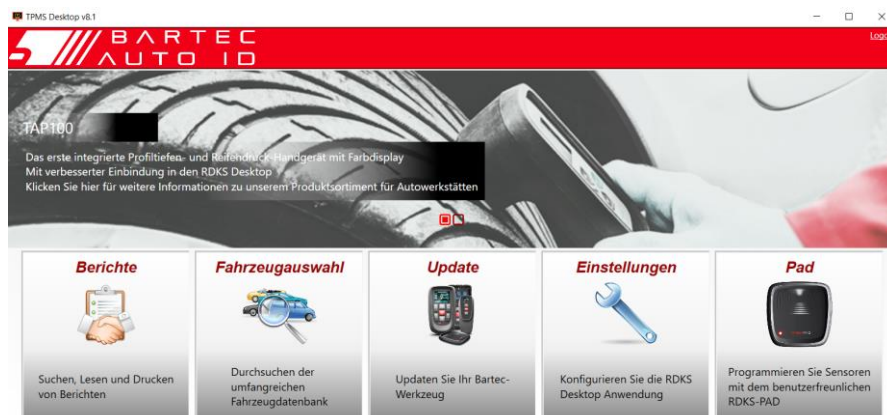 TPMS Desktop v8.1
BARTEC
AUTO ID
TAP100
Das erste integrierte Profiltiefen- und Reifendruck-Handgerät mit Farbdisplay
Mit verbesserter Einbindung in den RDKS Desktop
Klicken Sie hier für weitere Informationen zu unserem Produktsortiment für Autowerkstätten
Berichte
Fahrzeugauswahl
Update
Einstellungen
Pad
Suchen, Lesen und Drucken
von Berichten
Durchsuchen der
umfangreichen
Fahrzeugdatenbank
Updaten Sie Ihr Bartec-
Werkzeug
Konfigurieren Sie die RDKS
Desktop Anwendung
Programmieren Sie Sensoren
mit dem benutzerfreunlichen
RDKS-PAD